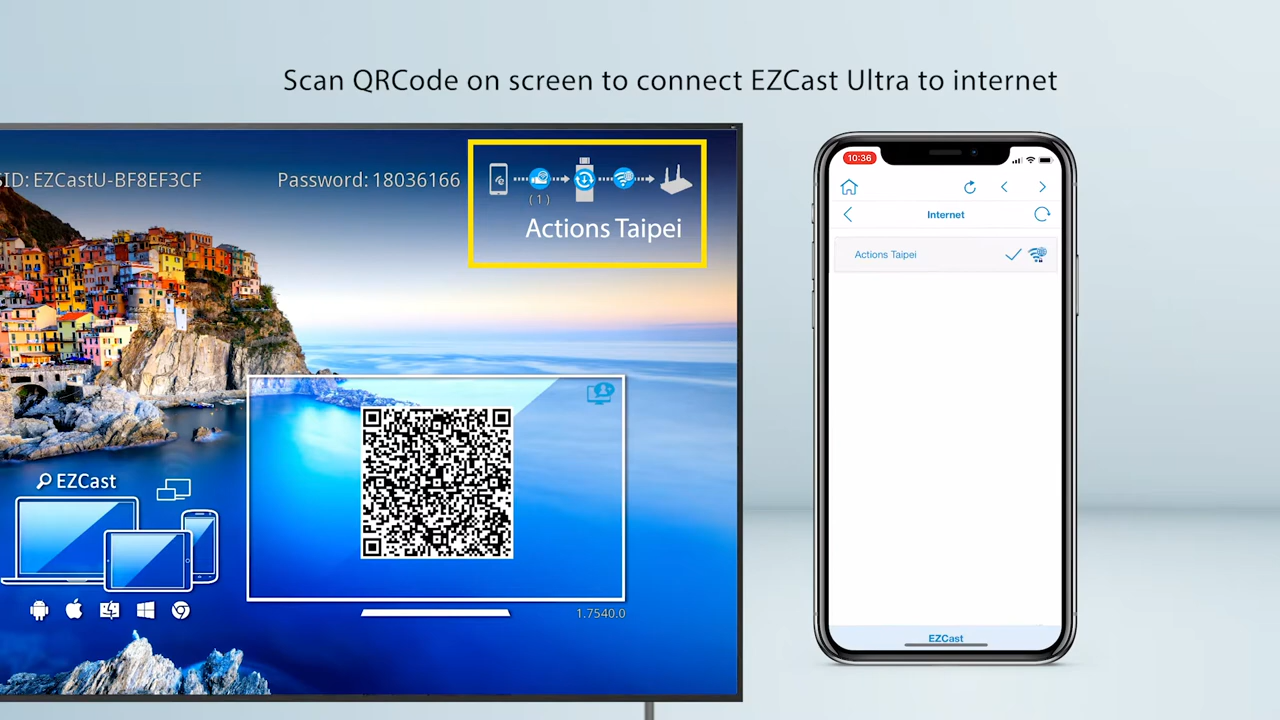 Scan QRCode on screen to connect EZCast Ultra to internet
SID: EZCastU-BF8EF3CF
Password: 18036166
(1)
Actions Taipei
EZCast
1.7540.0
10:36
Internet
Actions Taipei
EZCast